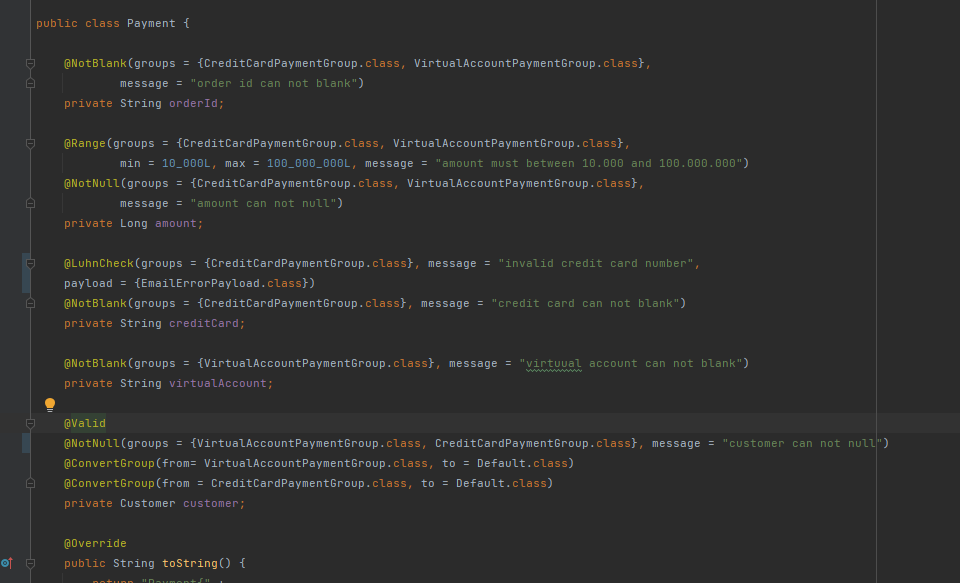 public class Payment {
@NotBlank(groups = {CreditCardPaymentGroup.class, VirtualAccountPaymentGroup.class},
message = "order id can not blank")
private String orderId;
@Range(groups = {CreditCardPaymentGroup.class, VirtualAccountPaymentGroup.class},
min = 10_000L, max = 100_000_000L, message = "amount must between 10.000 and 100.000.000")
@NotNull(groups = {CreditCardPaymentGroup.class, VirtualAccountPaymentGroup.class},
message = "amount can not null")
private Long amount;
@LuhnCheck(groups = {CreditCardPaymentGroup.class}, message = "invalid credit card number",
payload = {EmailErrorPayload.class})
@NotBlank(groups = {CreditCardPaymentGroup.class}, message = "credit card can not blank")
private String creditCard;
@NotBlank(groups = {VirtualAccountPaymentGroup.class}, message = "virtuual account can not blank")
private String virtualAccount;
@Valid
@NotNull(groups = {VirtualAccountPaymentGroup.class, CreditCardPaymentGroup.class}, message = "customer can not null")
@ConvertGroup(from= VirtualAccountPaymentGroup.class, to = Default.class)
@ConvertGroup(from = CreditCardPaymentGroup.class, to = Default.class)
private Customer customer;
@Override
public String toString() {
return "Payment{" +